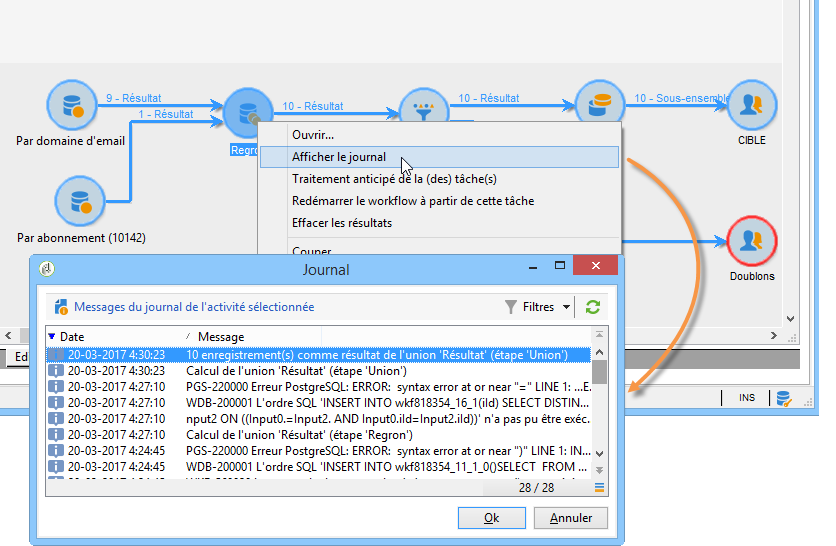 9 - Résultat
10 - Résultat
10 - Résultat
10 - Sous-ensemble
1 - Résultat
Par domaine d'email
Regro
CIBLE
Ouvrir...
Afficher le journal
Traitement anticipé de la (des) tâche(s)
Redémarrer le workflow à partir de cette tâche
Effacer les résultats
Couper
Par abonnement (10142)
Doublons
Journal
Messages du journal de l'activité sélectionnée
Filtres
Date
Message
20-03-2017 4:30:23 10 enregistrement(s) comme résultat de l'union 'Résultat' (étape 'Union')
20-03-2017 4:30:23 Calcul de l'union 'Résultat' (étape 'Union')
20-03-2017 4:27:10 PGS-220000 Erreur PostgreSQL: ERROR: syntax error at or near "=" LINE 1: ...E...
20-03-2017 4:27:10 WDB-200001 L'ordre SQL 'INSERT INTO wkf818354_16_1(iId) SELECT DISTIN...
20-03-2017 4:27:10 nput2 ON ((Input0.=Input2. AND Input0.iId=Input2.iId))' n'a pas pu être exéc...
20-03-2017 4:27:10 Calcul de l'union 'Résultat' (étape 'Regron')
20-03-2017 4:24:45 PGS-220000 Erreur PostgreSQL: ERROR: syntax error at or near ")" LINE 1: IN...
20-03-2017 4:24:45 WDB-200001 L'ordre SQL 'INSERT INTO wkf818354_11_1_0()SELECT FROM ...
28 / 28
Ok
Annuler
Ed
INS